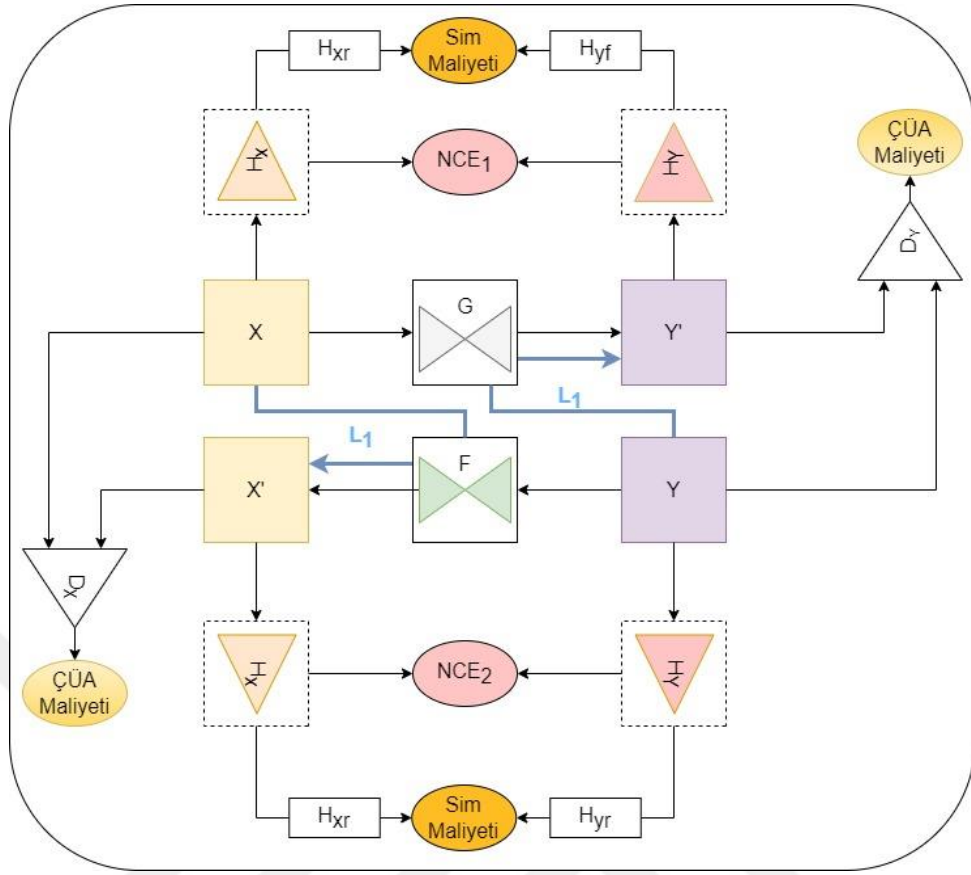 Hxr
Sim
Maliyeti
Hyf
Hx
NCE1
HY
ÇÜA
Maliyeti
DY
X
G
Y'
L1
L1
X'
F
Y
DX
Hx
NCE2
HY
ÇÜA
Maliyeti
Hxr
Sim
Maliyeti
Hyr